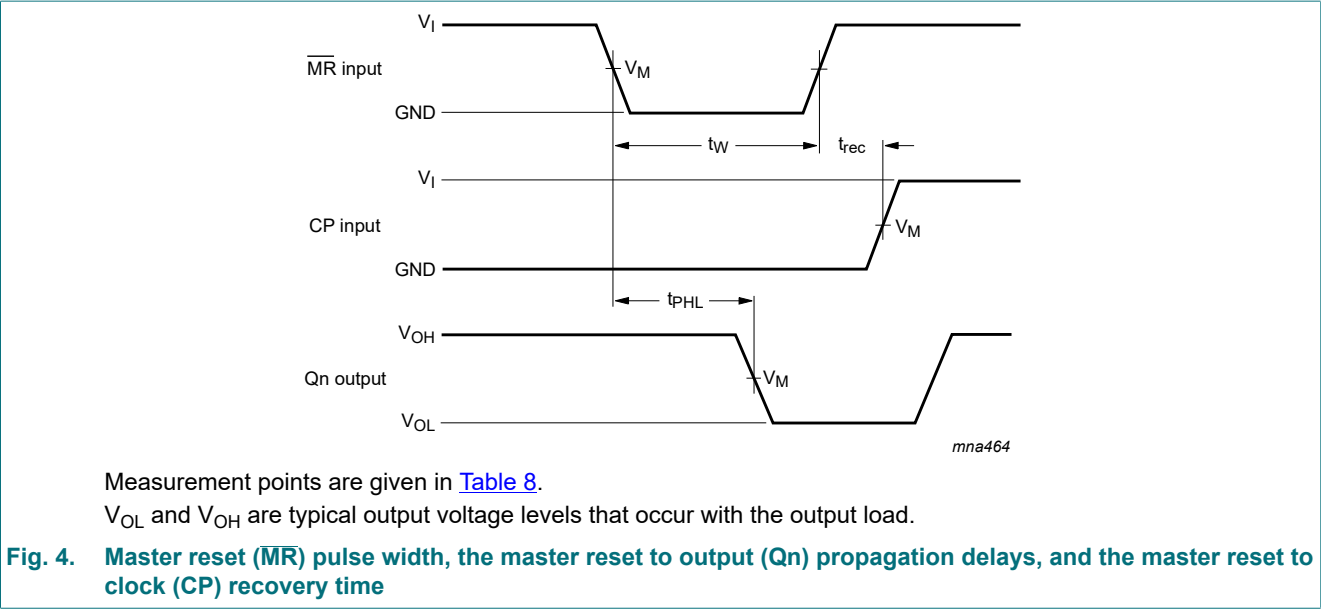 V_I
M̅R̅ input
V_M
GND
t_W
t_rec
V_I
CP input
V_M
GND
t_PHL
V_OH
Qn output
V_M
V_OL
mna464
Measurement points are given in Table 8.
V_OL and V_OH are typical output voltage levels that occur with the output load.
Fig. 4. Master reset (M̅R̅) pulse width, the master reset to output (Qn) propagation delays, and the master reset to
clock (CP) recovery time